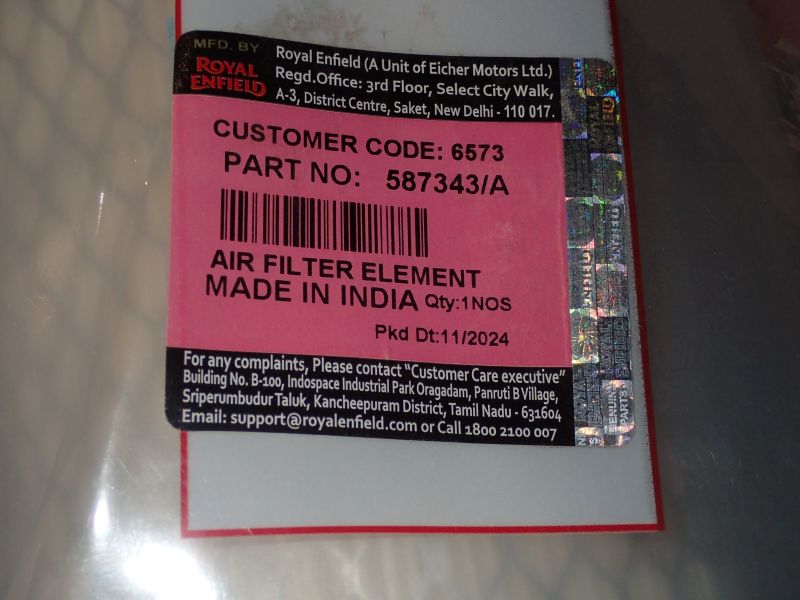 MFD. BY
ROYAL
ENFIELD
Royal Enfield (A Unit of Eicher Motors Ltd.)
Regd.Office: 3rd Floor, Select City Walk,
A-3, District Centre, Saket, New Delhi - 110 017.
CUSTOMER CODE: 6573
PART NO: 587343/A
AIR FILTER ELEMENT
MADE IN INDIA Qty:1NOS
Pkd Dt:11/2024
For any complaints, Please contact "Customer Care executive"
Building No. B-100, Indospace Industrial Park Oragadam, Panruti B Village,
Sriperumbudur Taluk, Kancheepuram District, Tamil Nadu - 631604
Email: support@royalenfield.com or Call 1800 2100 007
GENUINE
PARTS